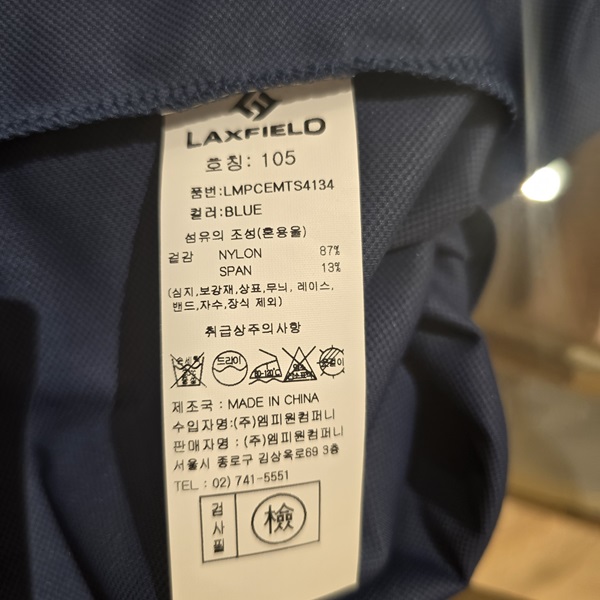 LAXFIELD
호칭: 105
품번:LMPCEMTS4134
컬러:BLUE
섬유의 조성(혼용율)
겉감 NYLON 87%
SPAN 13%
(심지,보강재,상표,무늬, 레이스,
밴드,자수,장식 제외)
취급상주의사항
드라이
제조국 : MADE IN CHINA
수입자명:(주)엠피원컴퍼니
판매자명 : (주)엠피원컴퍼니
서울시 종로구 김상옥로69 3층
TEL : 02) 741-5551
검사필 檢